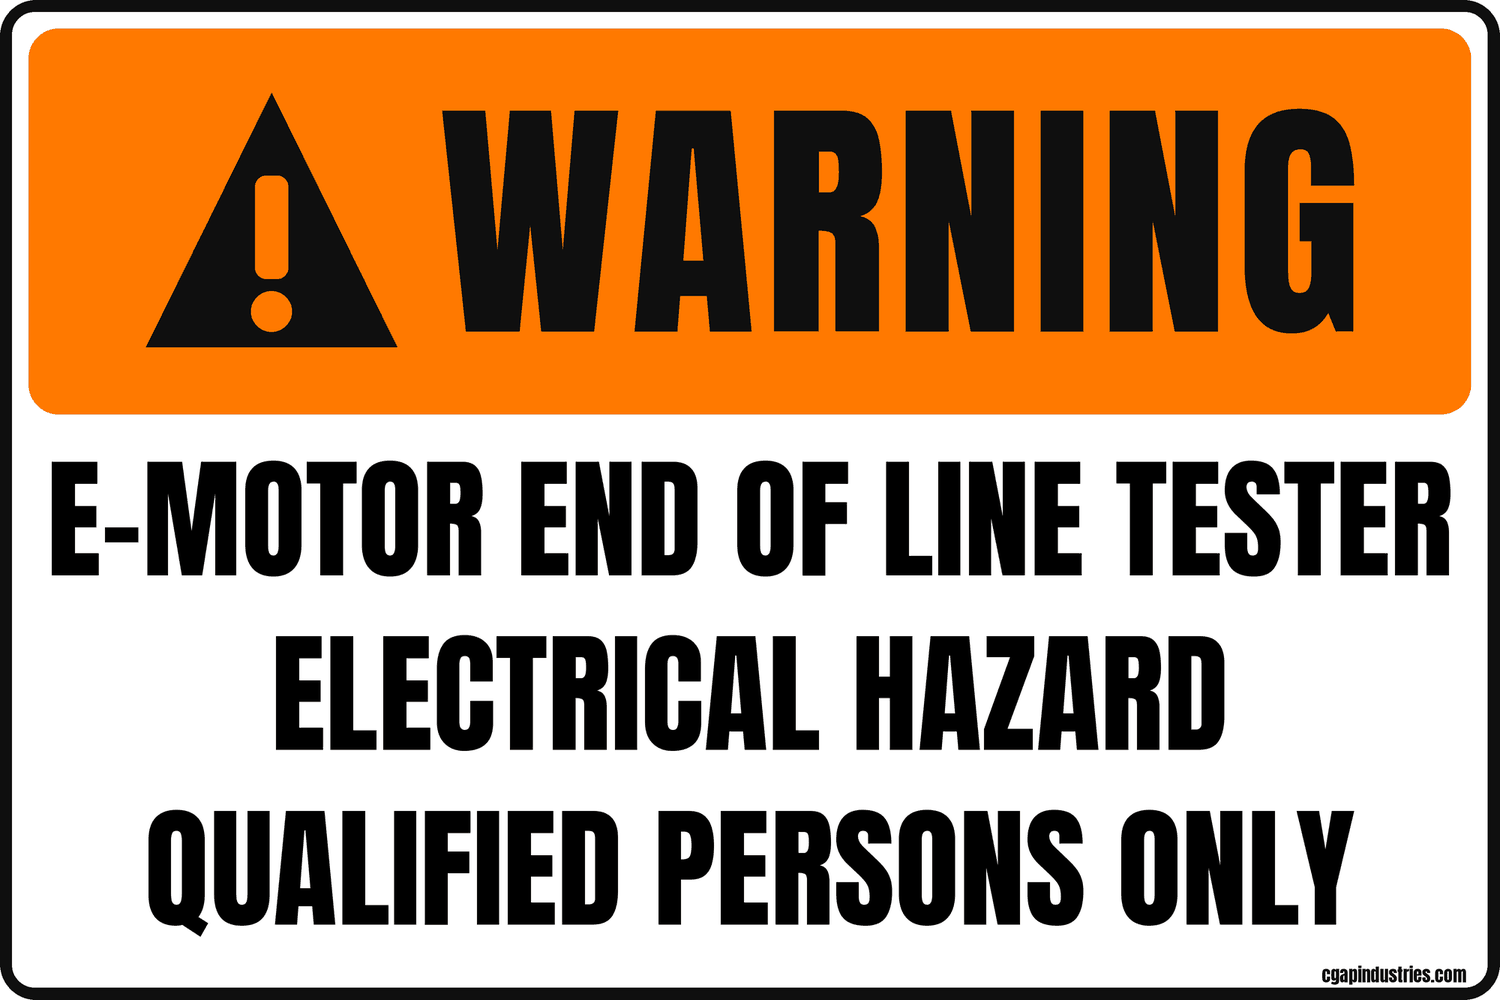 WARNING
E-MOTOR END OF LINE TESTER
ELECTRICAL HAZARD
QUALIFIED PERSONS ONLY
cgapindustries.com